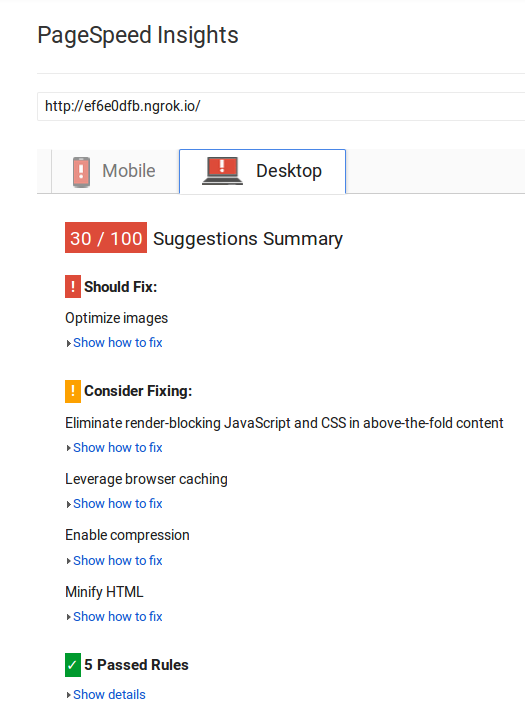 PageSpeed Insights
http://ef6e0dfb.ngrok.io/
Mobile
Desktop
30 / 100 Suggestions Summary
! Should Fix:
Optimize images
Show how to fix
! Consider Fixing:
Eliminate render-blocking JavaScript and CSS in above-the-fold content
Show how to fix
Leverage browser caching
Show how to fix
Enable compression
Show how to fix
Minify HTML
Show how to fix
✓ 5 Passed Rules
Show details